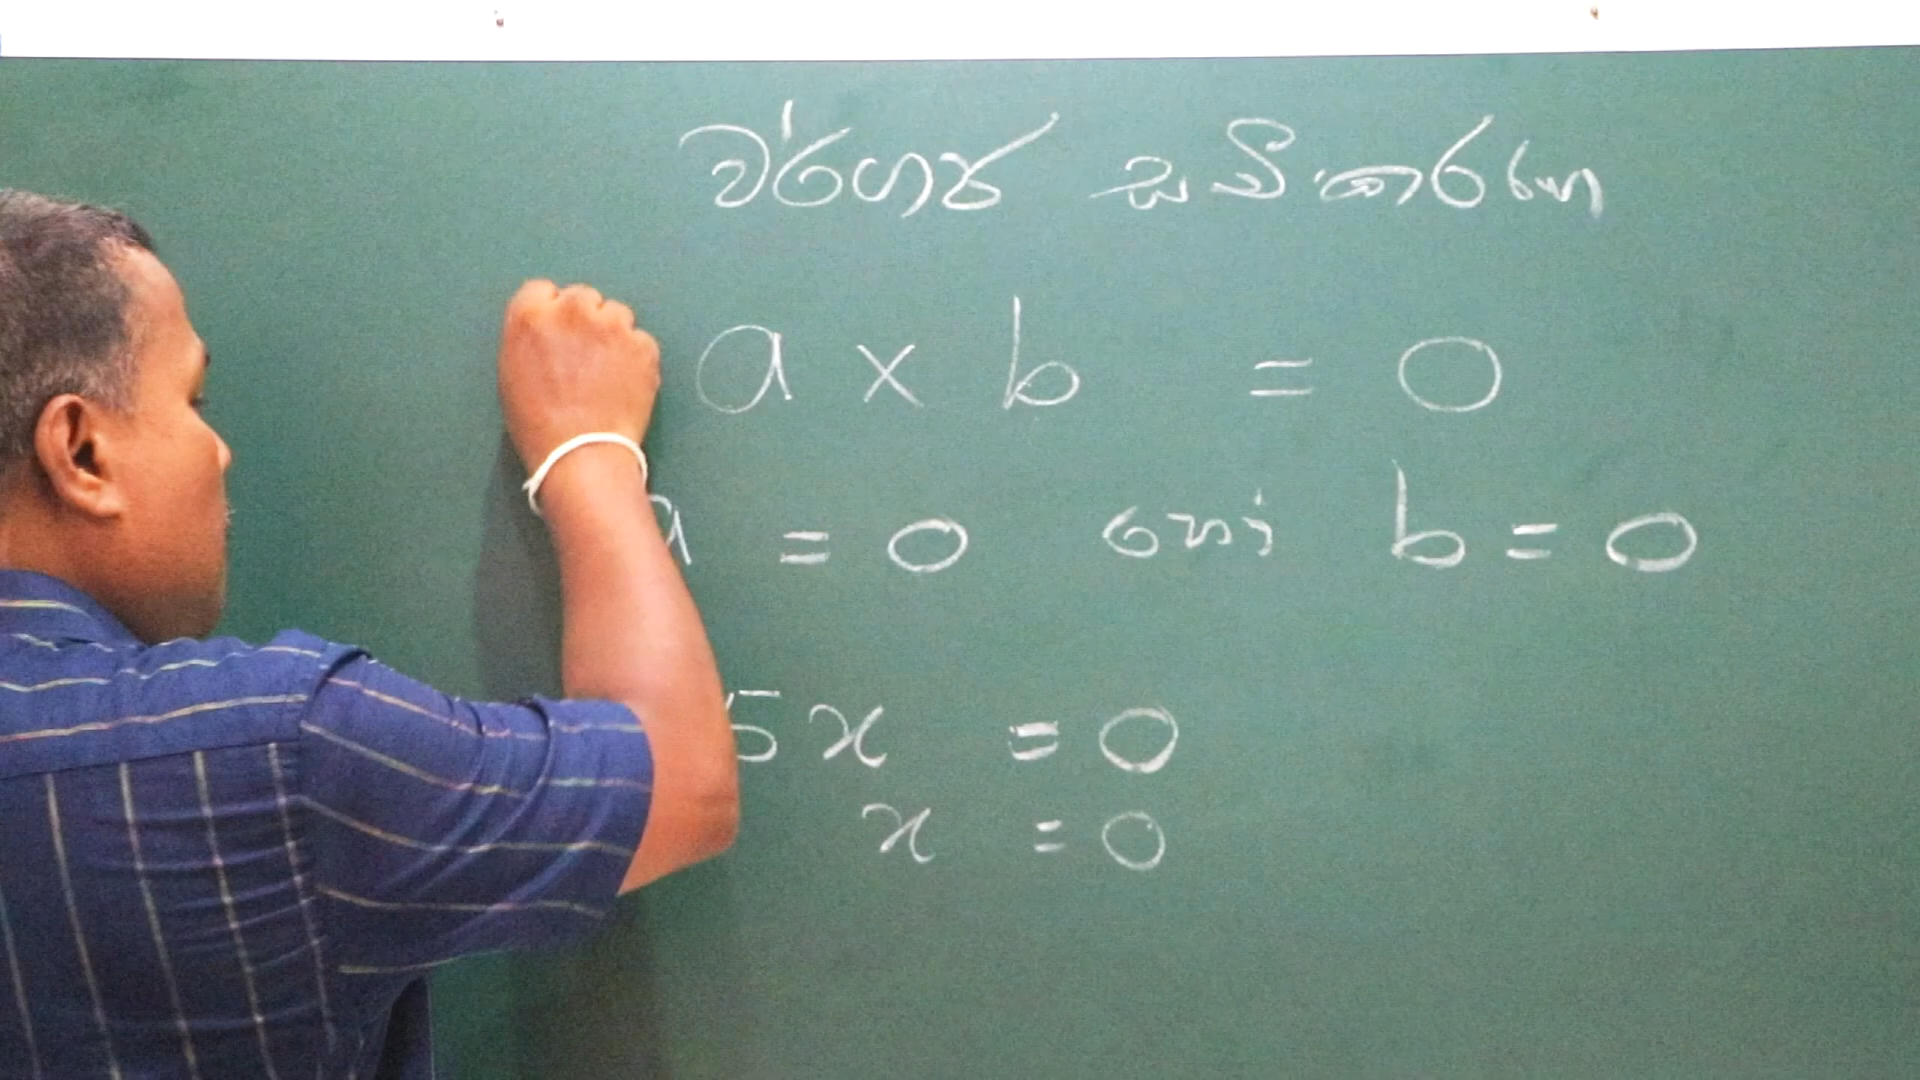 වර්ගජ සමීකරණ
a × b = 0
a = 0 හෝ b = 0
5x = 0
x = 0